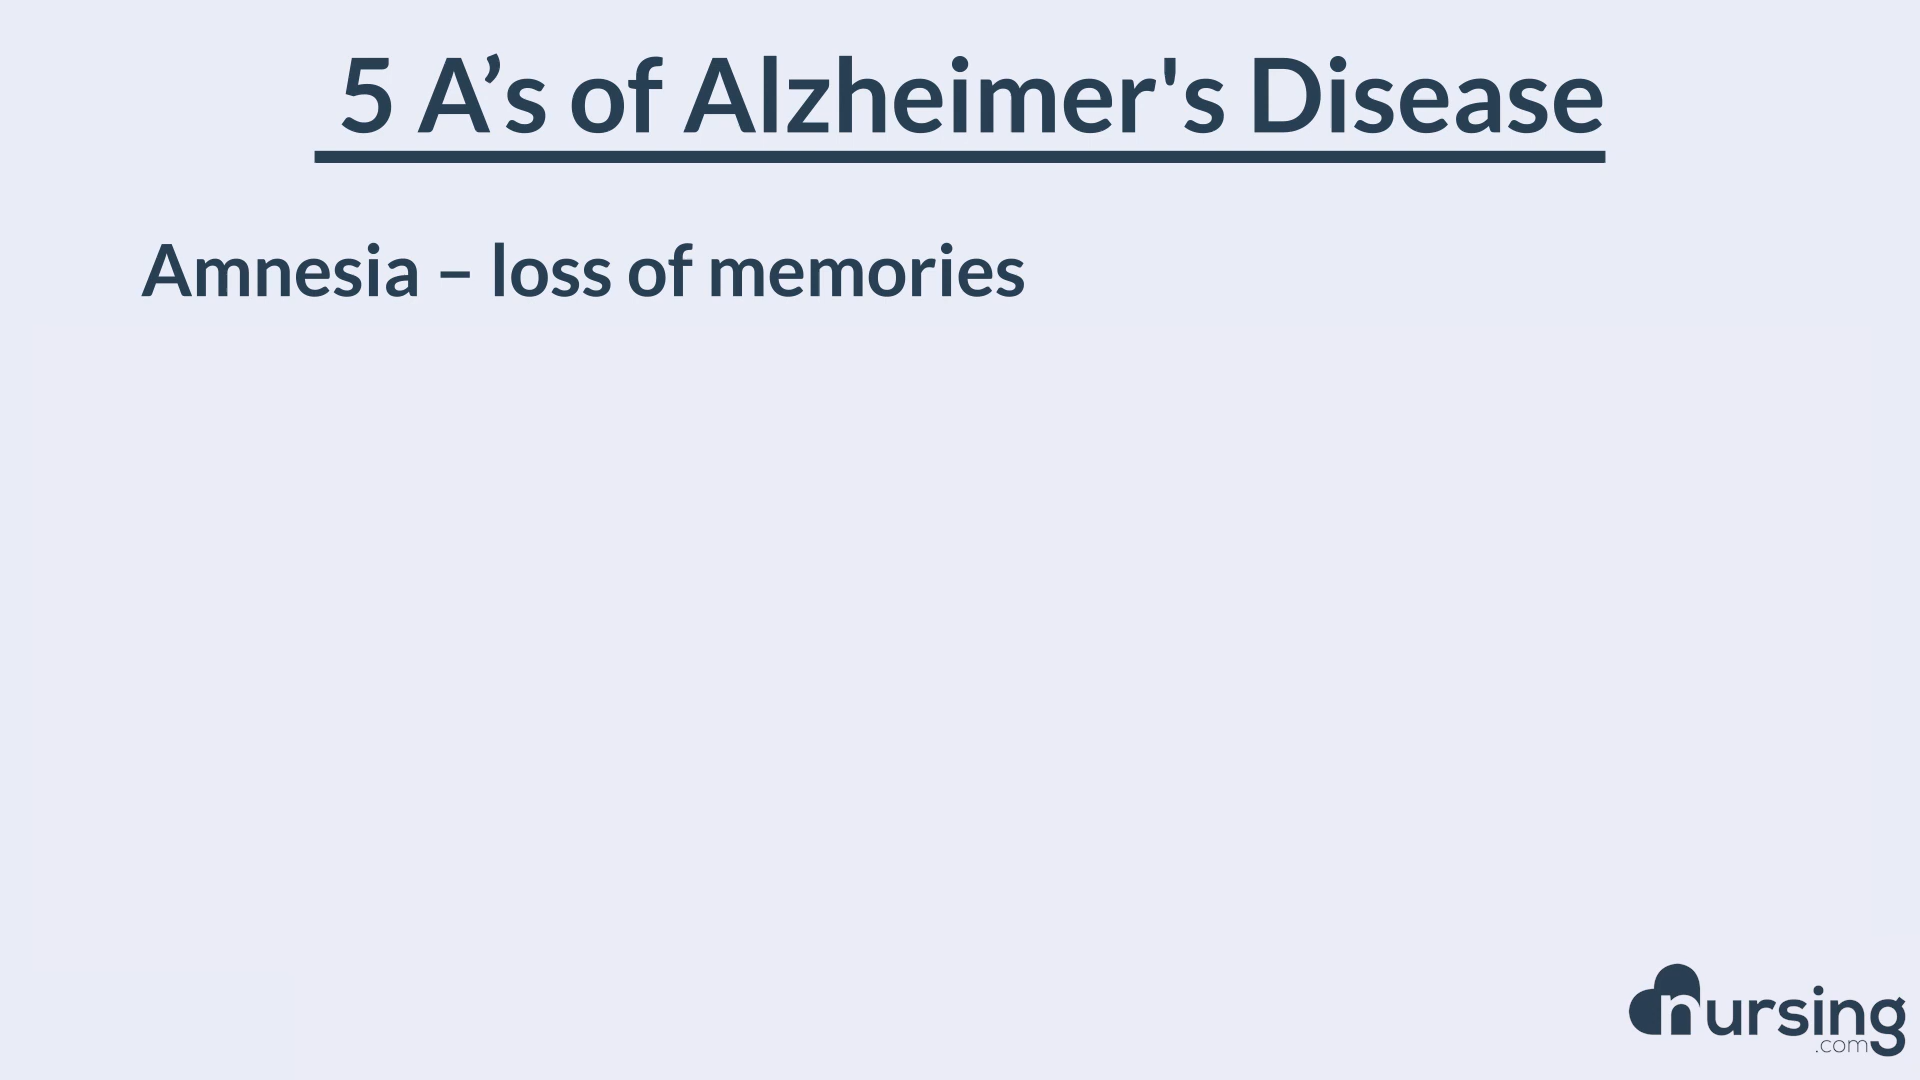 5 A’s of Alzheimer's Disease
Amnesia – loss of memories
nursing
.com